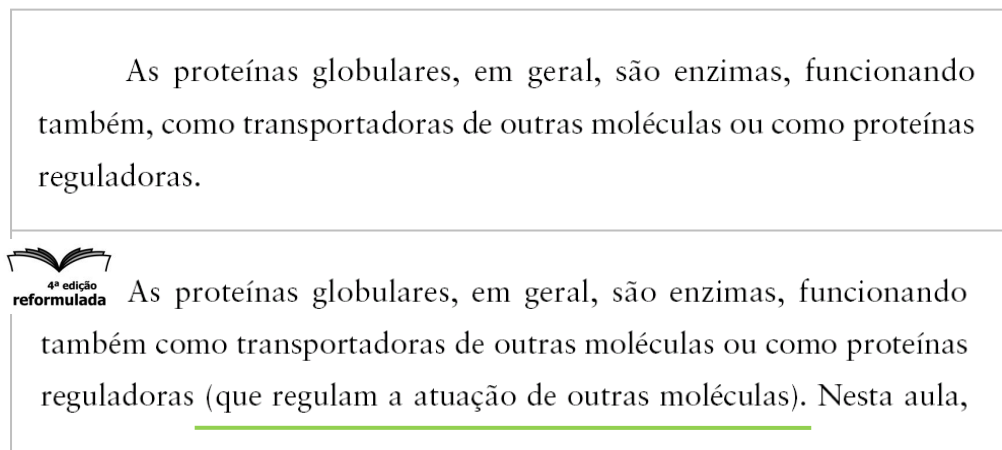 As proteínas globulares, em geral, são enzimas, funcionando
também, como transportadoras de outras moléculas ou como proteínas
reguladoras.
4ª edição
reformulada
As proteínas globulares, em geral, são enzimas, funcionando
também como transportadoras de outras moléculas ou como proteínas
reguladoras (que regulam a atuação de outras moléculas). Nesta aula,